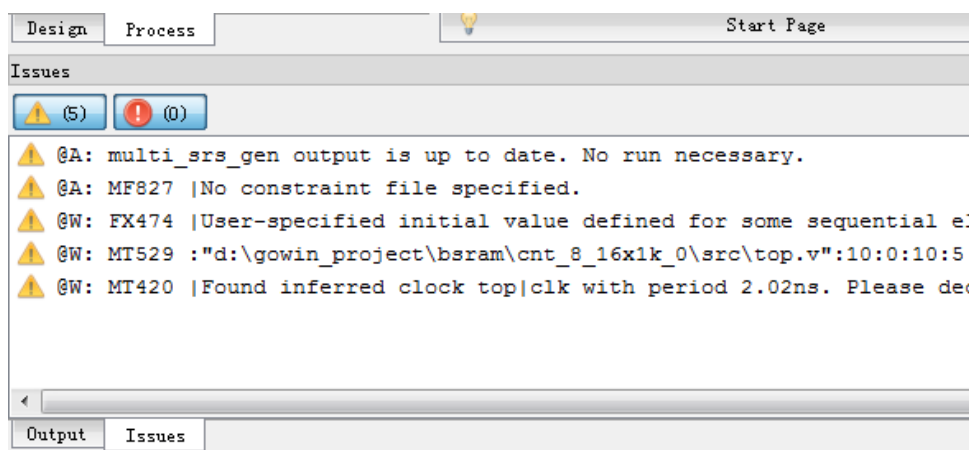 Design Process Start Page
Issues
(5) (0)
@A: multi_srs_gen output is up to date. No run necessary.
@A: MF827 |No constraint file specified.
@W: FX474 |User-specified initial value defined for some sequential
@W: MT529 :"d:\gowin_project\bsram\cnt_8_16x1k_0\src\top.v":10:0:10:5
@W: MT420 |Found inferred clock top|clk with period 2.02ns. Please
Output Issues